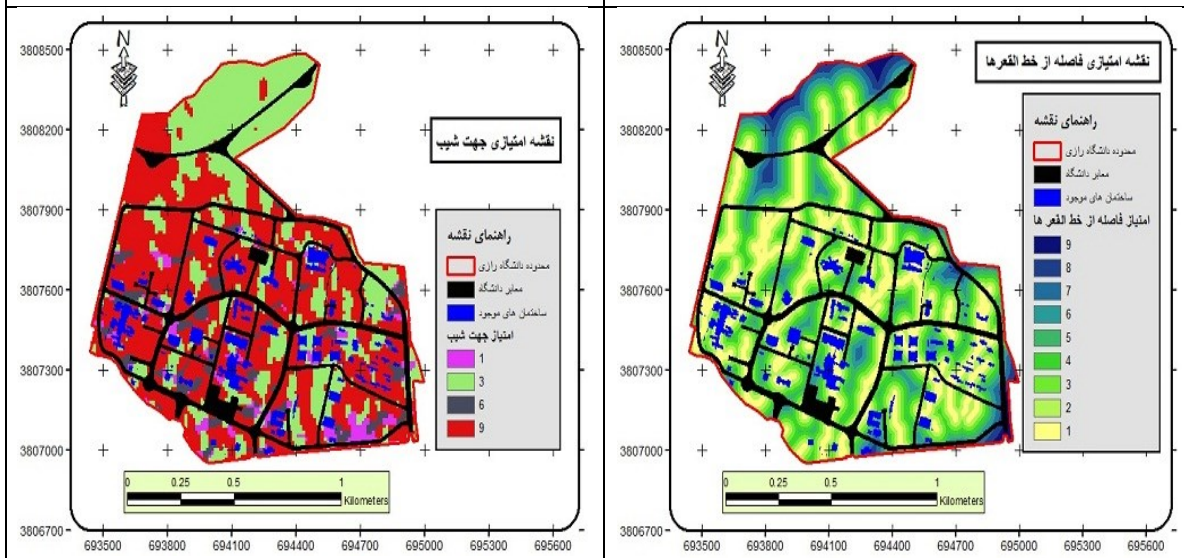 N
3808500
3808200
3807900
3807600
3807300
3807000
3806700
نقشه امتیازی جهت شیب
راهنمای نقشه
محدوده دانشگاه رازی
معابر دانشگاه
ساختمان های موجود
امتیاز جهت شیب
1
3
6
9
0 0.25 0.5 1
Kilometers
693500 693800 694100 694400 694700 695000 695300 695600
N
3808500
3808200
3807900
3807600
3807300
3807000
3806700
نقشه امتیازی فاصله از خط القعرها
راهنمای نقشه
محدوده دانشگاه رازی
معابر دانشگاه
ساختمان های موجود
امتیاز فاصله از خط القعر ها
9
8
7
6
5
4
3
2
1
0 0.25 0.5 1
Kilometers
693500 693800 694100 694400 694700 695000 695300 695600